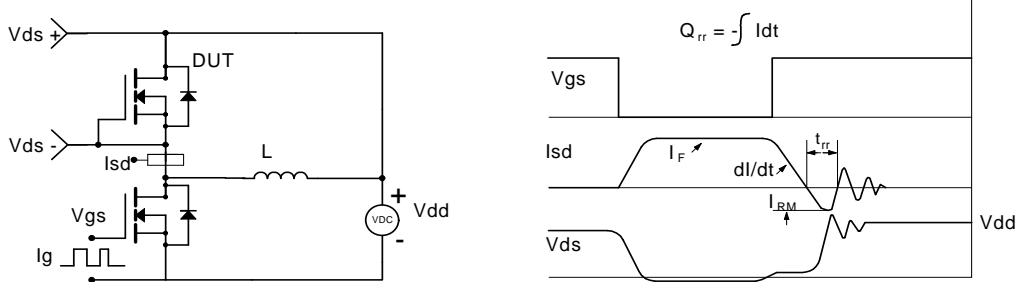 Vds +
DUT
Vds -
Isd
L
Vgs
Ig
+
VDC
-
Vdd
Q rr = - ∫ Idt
Vgs
Isd
I F
dI/dt
t rr
I RM
Vds
Vdd